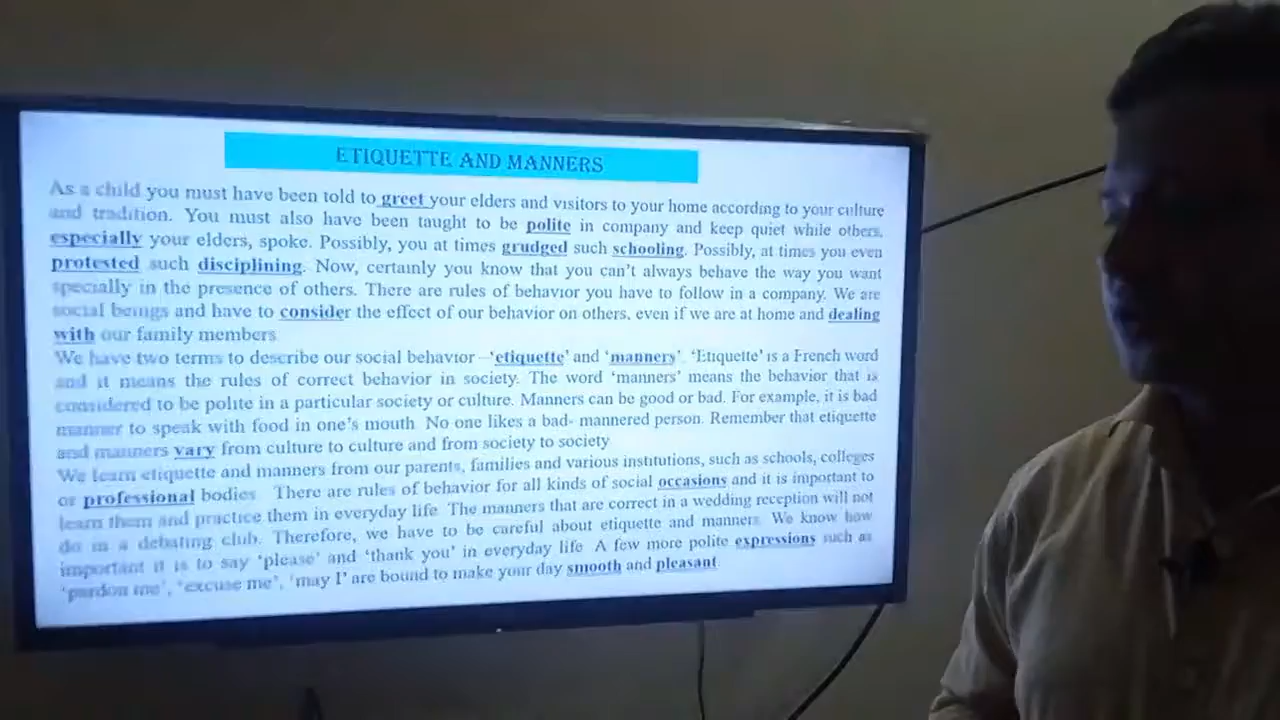 ETIQUETTE AND MANNERS
As a child you must have been told to greet your elders and visitors to your home according to your culture
and tradition. You must also have been taught to be polite in company and keep quiet while others,
especially your elders, spoke. Possibly, you at times grudged such schooling. Possibly, at times you even
protested such disciplining. Now, certainly you know that you can't always behave the way you want
specially in the presence of others. There are rules of behavior you have to follow in a company. We are
social beings and have to consider the effect of our behavior on others, even if we are at home and dealing
with our family members
We have two terms to describe our social behavior –'etiquette' and 'manners'. 'Etiquette' is a French word
and it means the rules of correct behavior in society. The word 'manners' means the behavior that is
considered to be polite in a particular society or culture. Manners can be good or bad. For example, it is bad
manner to speak with food in one's mouth. No one likes a bad- mannered person. Remember that etiquette
and manners vary from culture to culture and from society to society
We learn etiquette and manners from our parents, families and various institutions, such as schools, colleges
or professional bodies. There are rules of behavior for all kinds of social occasions and it is important to
learn them and practice them in everyday life. The manners that are correct in a wedding reception will not
do in a debating club. Therefore, we have to be careful about etiquette and manners. We know how
important it is to say 'please' and 'thank you' in everyday life. A few more polite expressions such as
'pardon me', 'excuse me', 'may I' are bound to make your day smooth and pleasant.